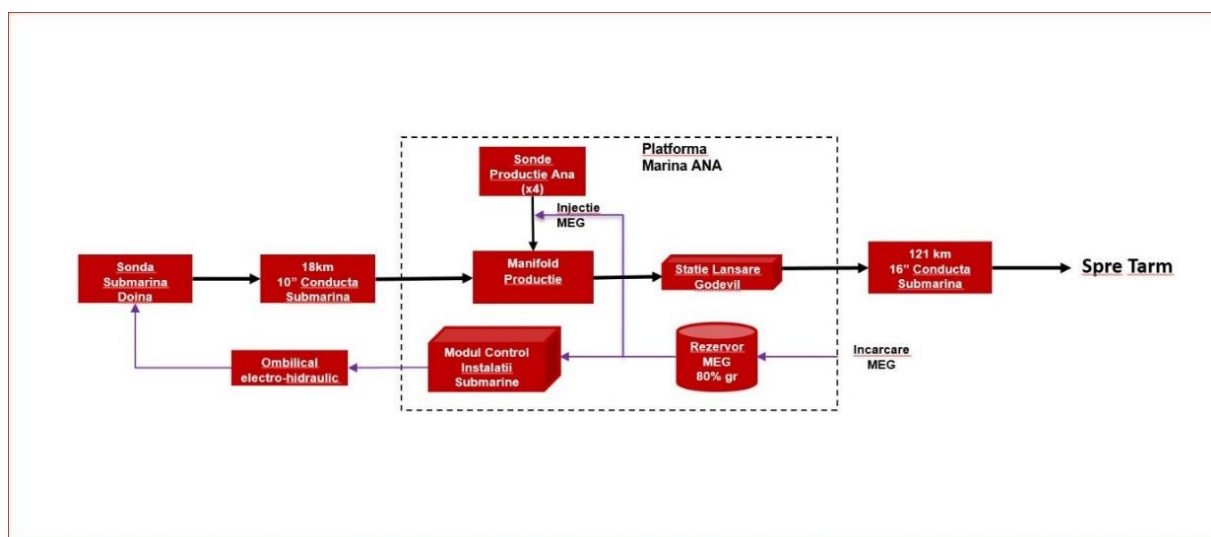 Platforma
Marina ANA
Sonde
Productie Ana
(x4)
Injectie
MEG
Sonda
Submarina
Doina
18km
10” Conducta
Submarina
Manifold
Productie
Statie Lansare
Godevil
121 km
16” Conducta
Submarina
Spre Tarm
Ombilical
electro-hidraulic
Modul Control
Instalatii
Submarine
Rezervor
MEG
80% gr
Incarcare
MEG